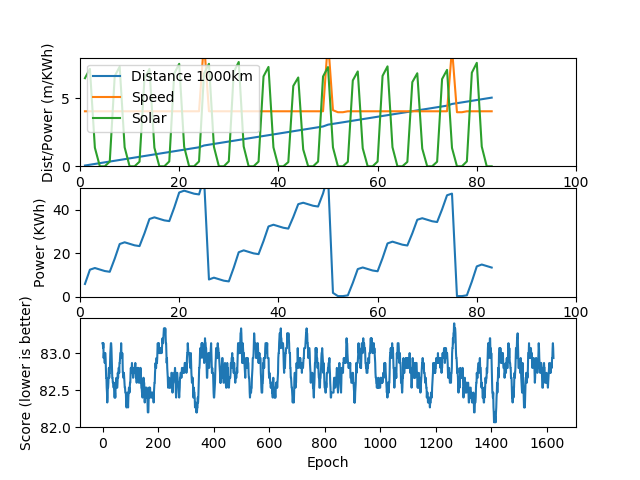 Dist/Power (m/KWh)
5
0
Distance 1000km
Speed
Solar
0 20 40 60 80 100
Power (KWh)
40
20
0
0 20 40 60 80 100
Score (lower is better)
83.0
82.5
82.0
0 200 400 600 800 1000 1200 1400 1600
Epoch